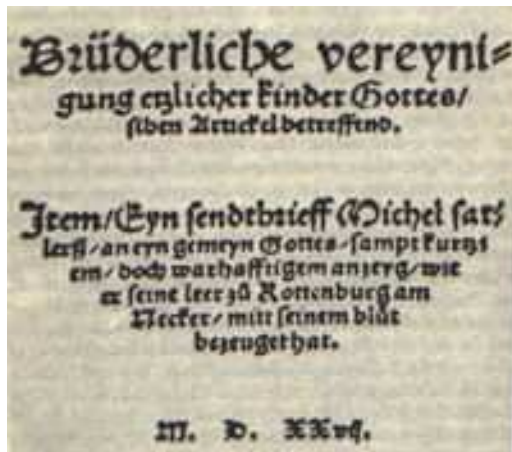 Brüderliche vereyni⸗
gung etzlicher kinder Gottes/
siben Artickel betreffend.
Item/Eyn sendtbrieff Michel sat⸗
lers/an eyn gemeyn Gottes/sampt kurtz
em/doch warhafftigem anzeyg/wie
er seine leer zů Rottenburg am
Necker/mitt seinem blůt
bezeuget hat.
M. D. XXvij.